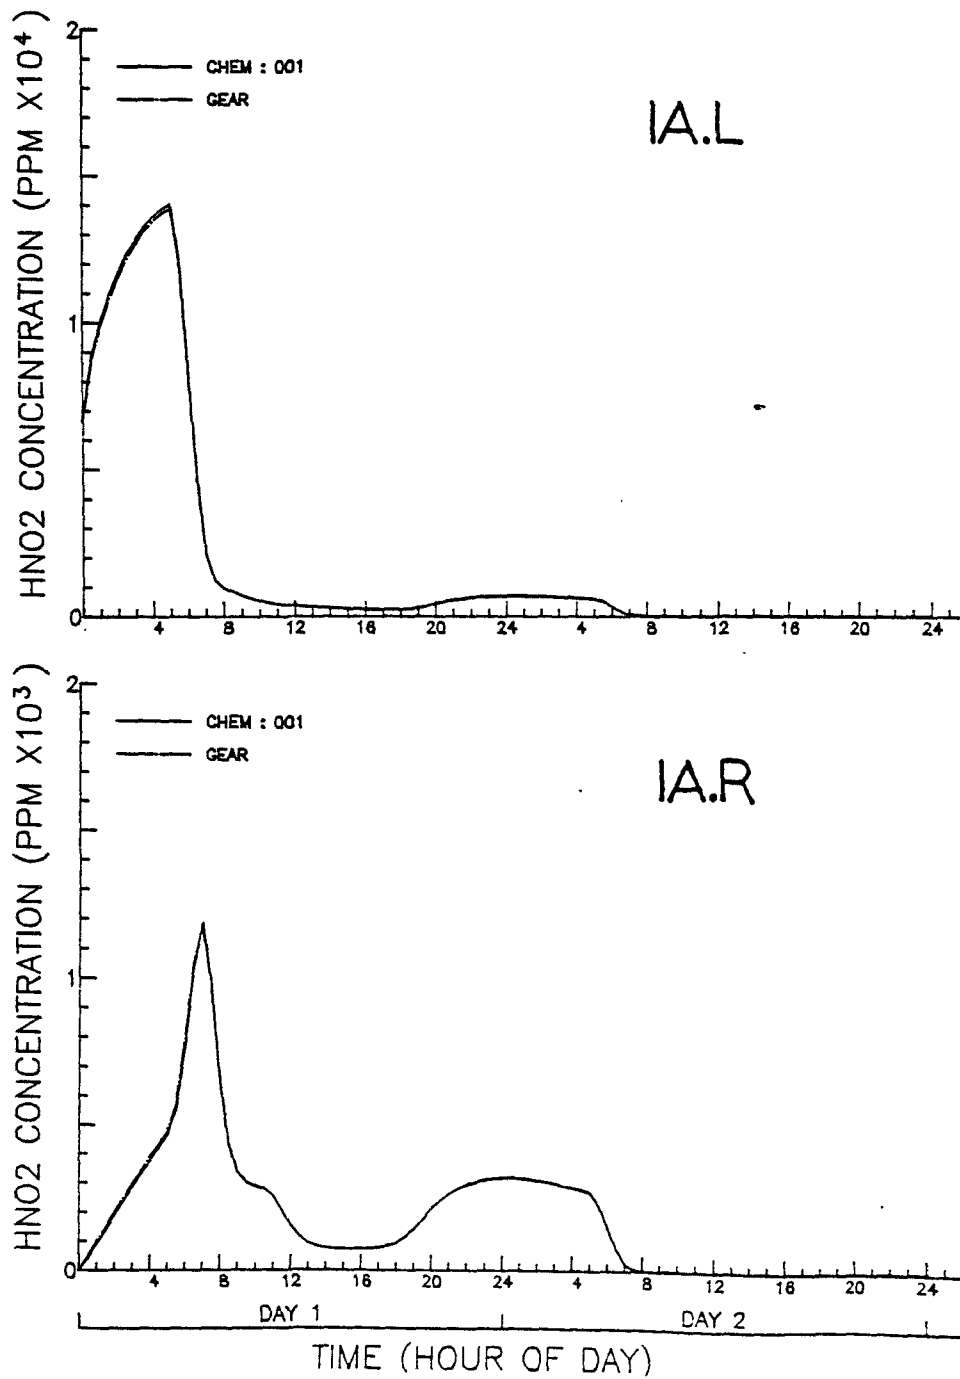 HNO2 CONCENTRATION (PPM X10⁴)
2
1
0
CHEM : 001
GEAR
IA.L
4 8 12 16 20 24 4 8 12 16 20 24
HNO2 CONCENTRATION (PPM X10³)
2
1
0
CHEM : 001
GEAR
IA.R
4 8 12 16 20 24 4 8 12 16 20 24
DAY 1 DAY 2
TIME (HOUR OF DAY)